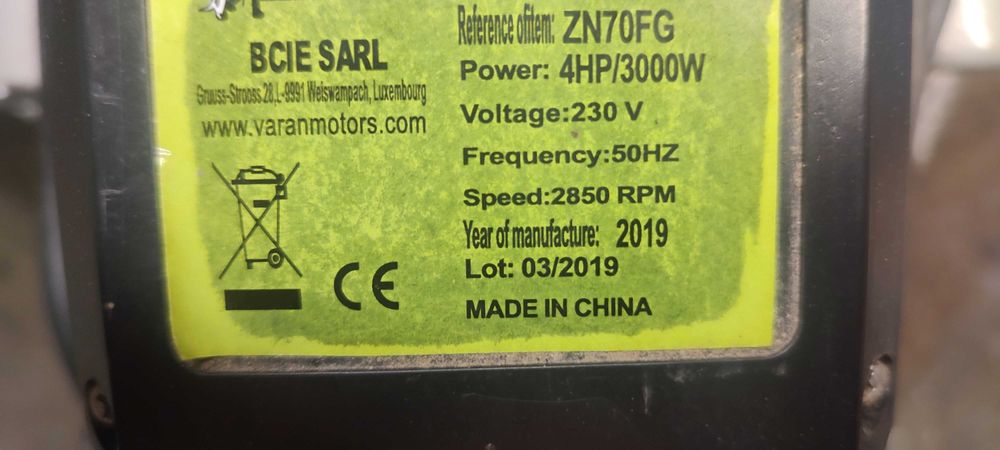 BCIE SARL
Gruuss-Strooss 28, L-9991 Weiswampach, Luxembourg
www.varanmotors.com
CE
Reference ofitem: ZN70FG
Power: 4HP/3000W
Voltage:230 V
Frequency:50HZ
Speed:2850 RPM
Year of manufacture: 2019
Lot: 03/2019
MADE IN CHINA